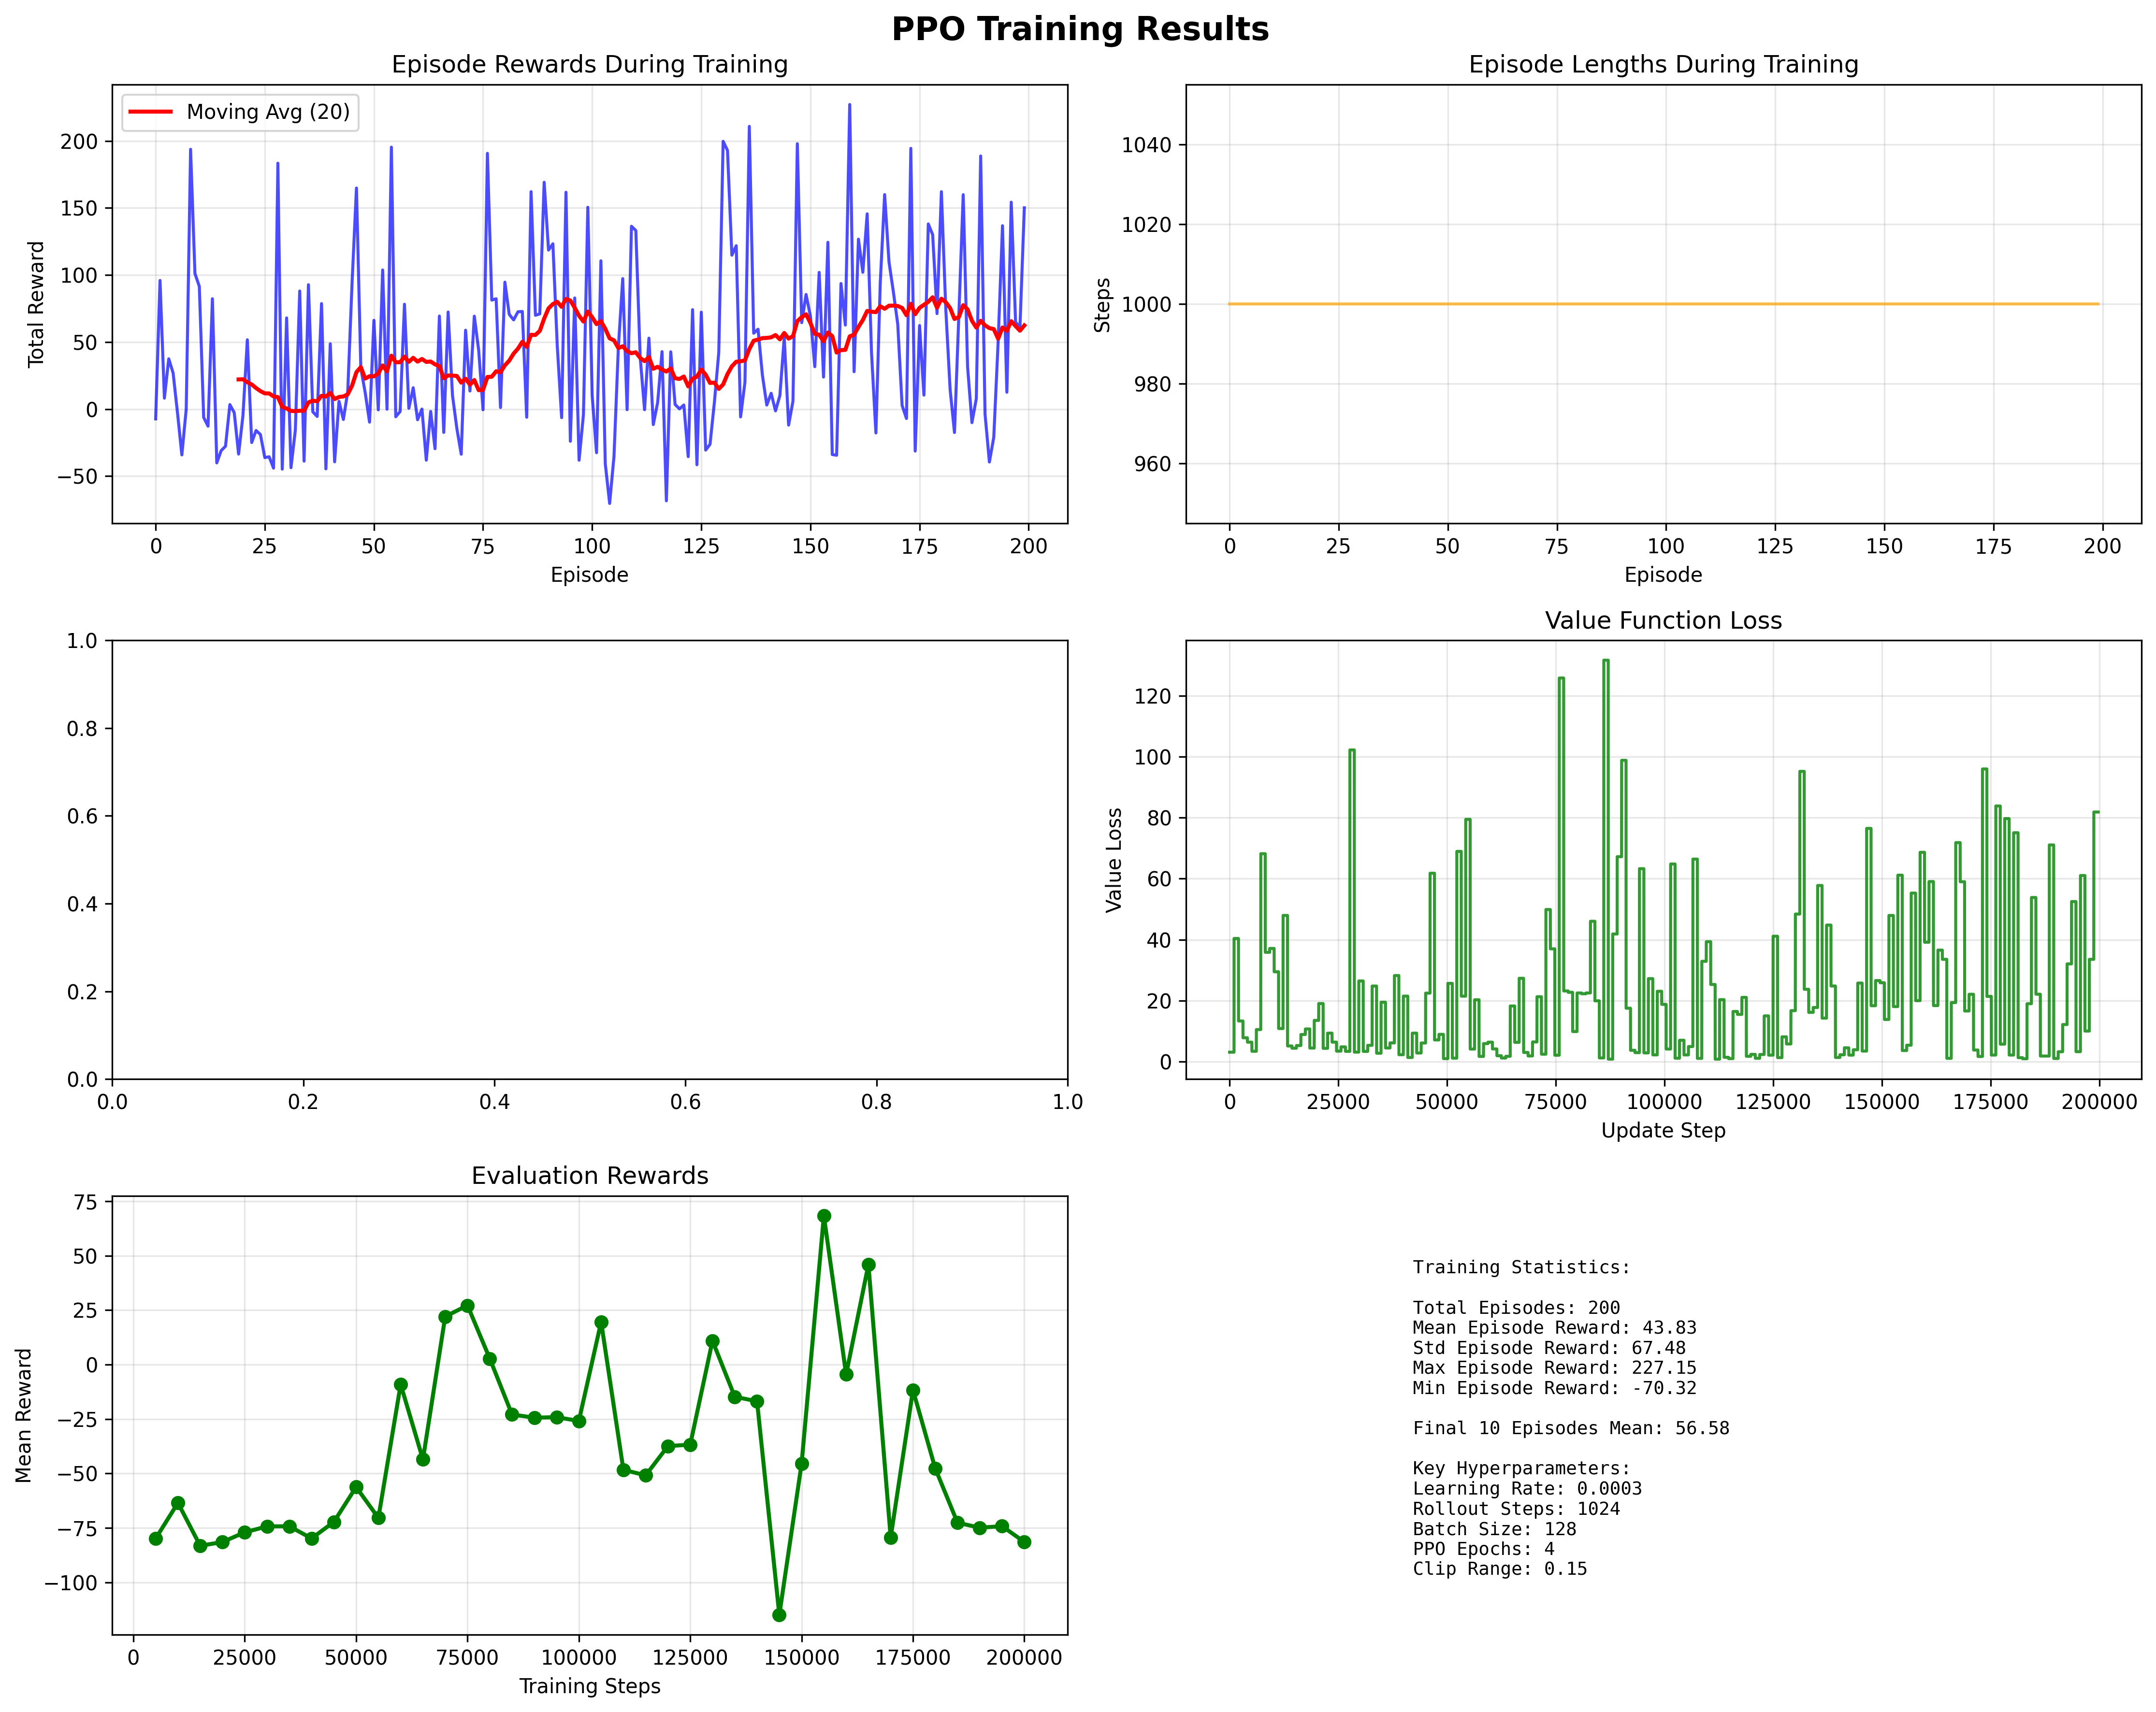 PPO Training Results
Episode Rewards During Training
Moving Avg (20)
Total Reward
200
150
100
50
0
−50
0 25 50 75 100 125 150 175 200
Episode
Episode Lengths During Training
Steps
1040
1020
1000
980
960
0 25 50 75 100 125 150 175 200
Episode
1.0
0.8
0.6
0.4
0.2
0.0
0.0 0.2 0.4 0.6 0.8 1.0
Value Function Loss
Value Loss
120
100
80
60
40
20
0
0 25000 50000 75000 100000 125000 150000 175000 200000
Update Step
Evaluation Rewards
Mean Reward
75
50
25
0
−25
−50
−75
−100
0 25000 50000 75000 100000 125000 150000 175000 200000
Training Steps
Training Statistics:
Total Episodes: 200
Mean Episode Reward: 43.83
Std Episode Reward: 67.48
Max Episode Reward: 227.15
Min Episode Reward: -70.32
Final 10 Episodes Mean: 56.58
Key Hyperparameters:
Learning Rate: 0.0003
Rollout Steps: 1024
Batch Size: 128
PPO Epochs: 4
Clip Range: 0.15